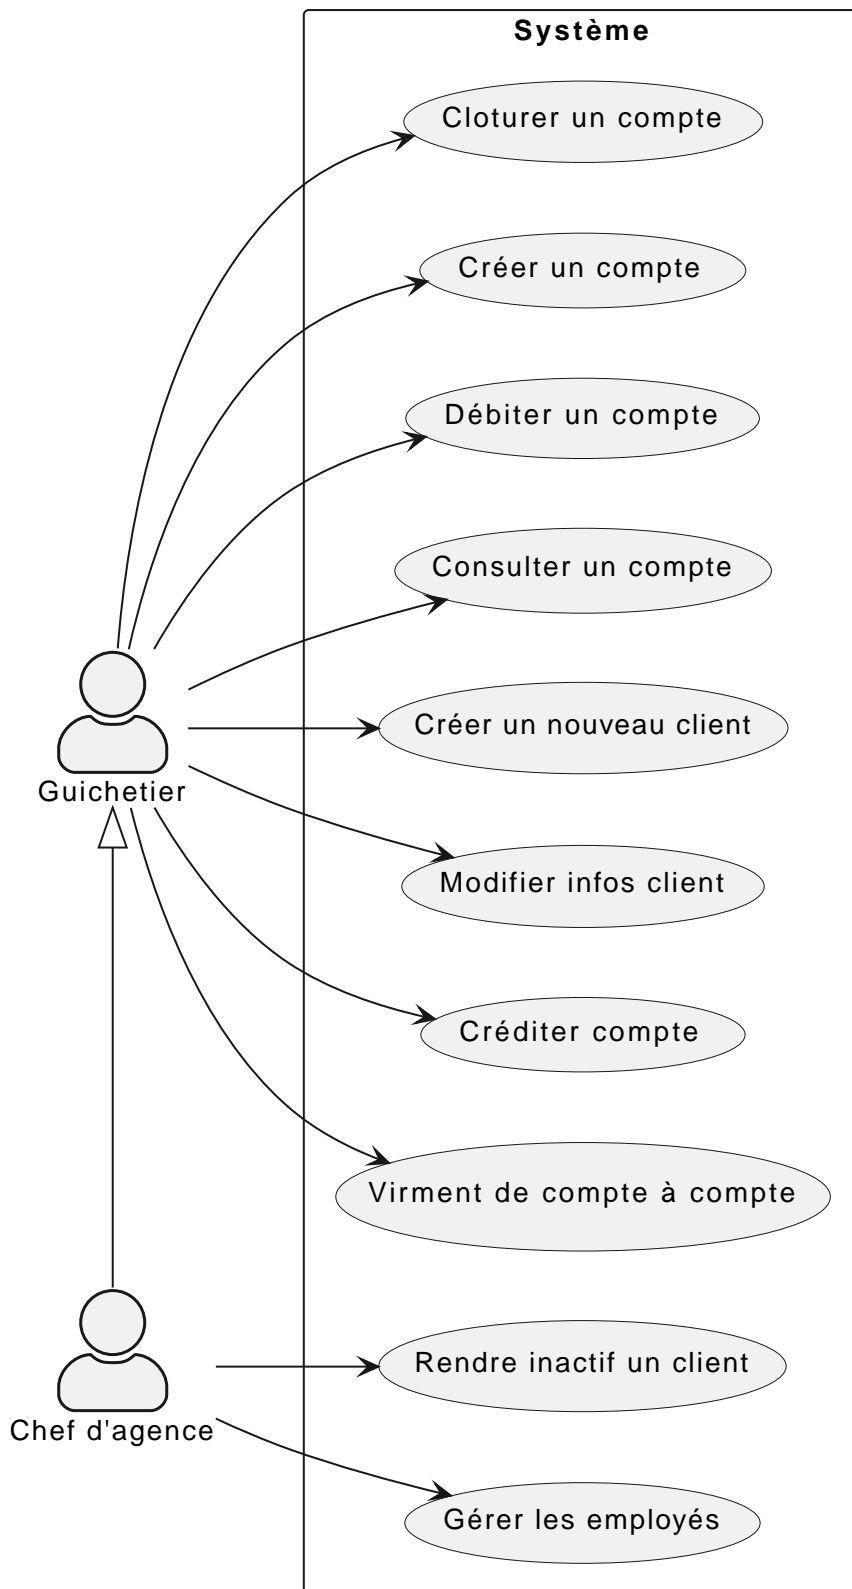 Système
Cloturer un compte
Créer un compte
Débiter un compte
Consulter un compte
Créer un nouveau client
Guichetier
Modifier infos client
Créditer compte
Virment de compte à compte
Rendre inactif un client
Chef d'agence
Gérer les employés